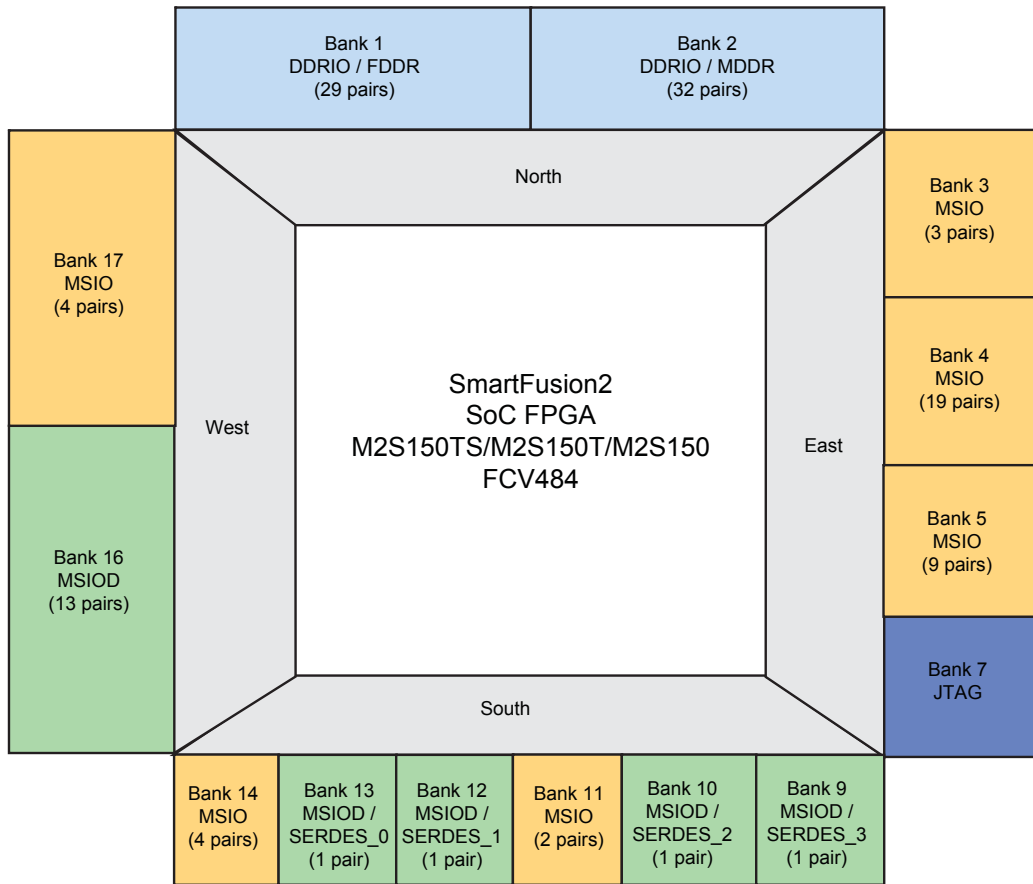 Bank 1
DDRIO / FDDR
(29 pairs)
Bank 2
DDRIO / MDDR
(32 pairs)
North
Bank 17
MSIO
(4 pairs)
Bank 3
MSIO
(3 pairs)
Bank 4
MSIO
(19 pairs)
SmartFusion2
SoC FPGA
M2S150TS/M2S150T/M2S150
FCV484
West
East
Bank 16
MSIOD
(13 pairs)
Bank 5
MSIO
(9 pairs)
Bank 7
JTAG
South
Bank 14
MSIO
(4 pairs)
Bank 13
MSIOD /
SERDES_0
(1 pair)
Bank 12
MSIOD /
SERDES_1
(1 pair)
Bank 11
MSIO
(2 pairs)
Bank 10
MSIOD /
SERDES_2
(1 pair)
Bank 9
MSIOD /
SERDES_3
(1 pair)